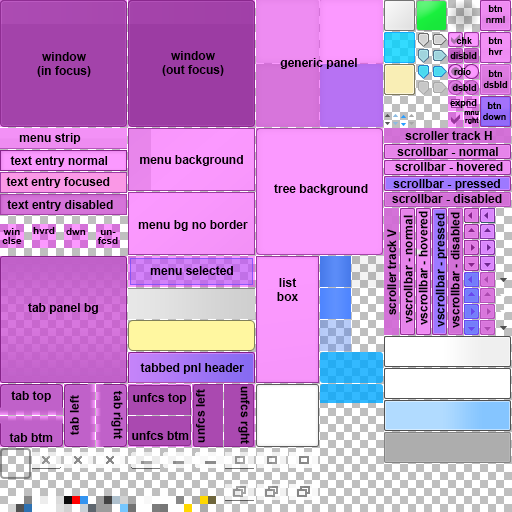 window
(in focus)
window
(out focus)
generic panel
btn
nrml
btn
hvr
chk
disbld
rdio
dsbld
btn
dsbld
expnd
mnu
rght
btn
down
menu strip
text entry normal
text entry focused
text entry disabled
menu background
tree background
scroller track H
scrollbar - normal
scrollbar - hovered
scrollbar - pressed
scrollbar - disabled
win
clse
hvrd
dwn
un-
fcsd
menu bg no border
scroller track V
vscrollbar - normal
vscrollbar - hovered
vscrollbar - pressed
vscrollbar - disabled
tab panel bg
menu selected
list
box
tabbed pnl header
tab top
tab btm
tab left
tab right
unfcs top
unfcs btm
unfcs left
unfcs rght